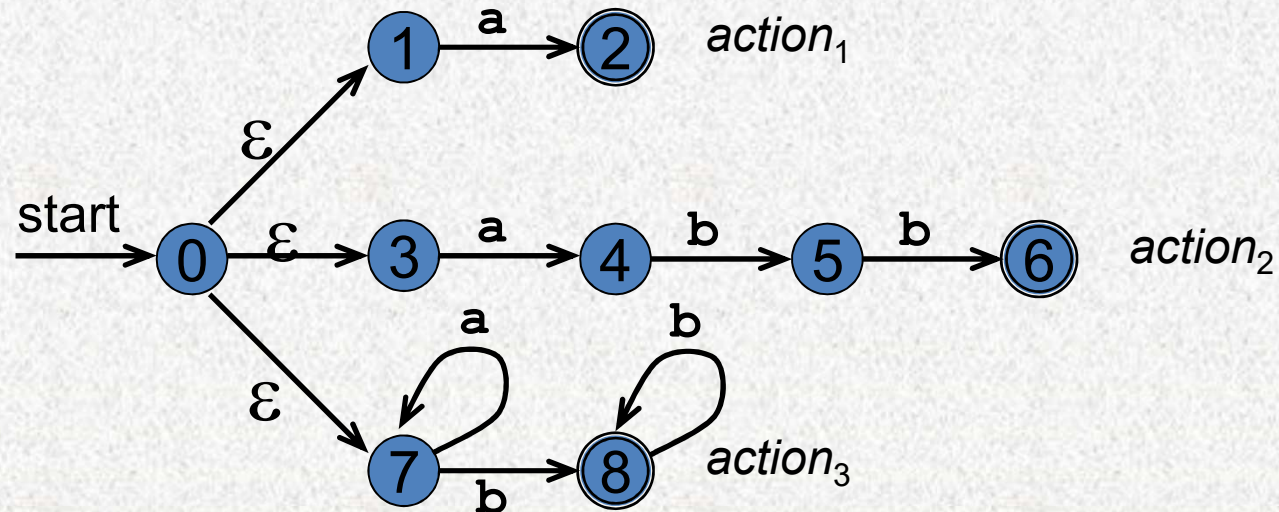 a
1 2 action₁
ε
start
0 ε 3 a 4 b 5 b 6 action₂
a b
ε
7 8 action₃
b